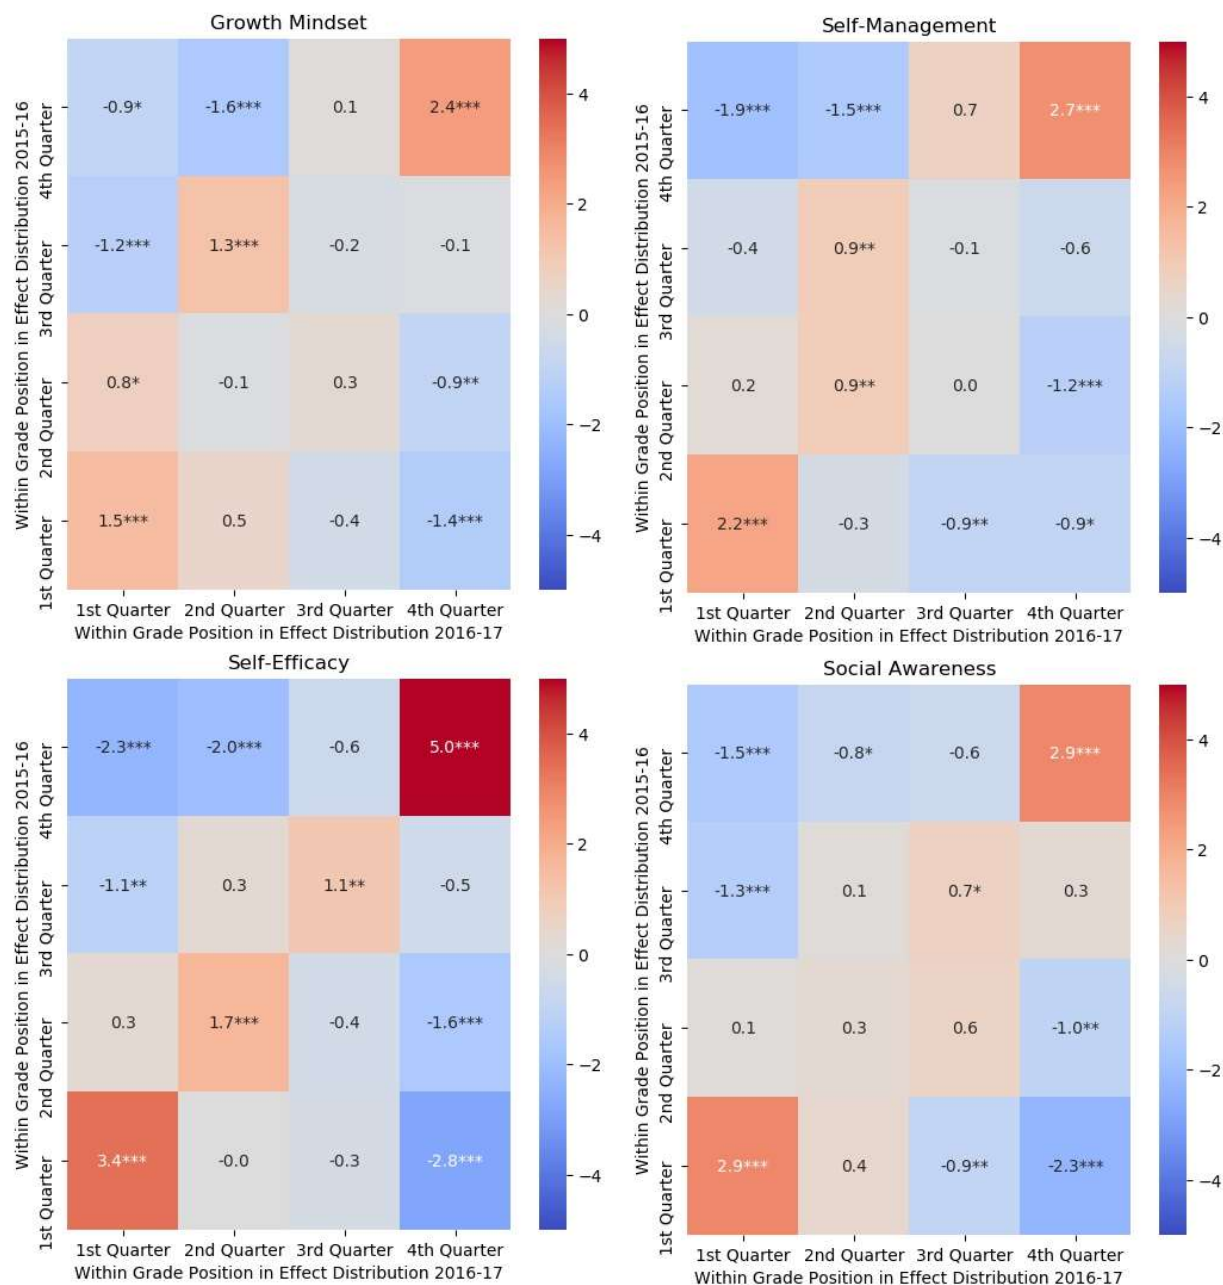 Growth Mindset
Within Grade Position in Effect Distribution 2015-16
4th Quarter
3rd Quarter
2nd Quarter
1st Quarter
-0.9* -1.6*** 0.1 2.4***
-1.2*** 1.3*** -0.2 -0.1
0.8* -0.1 0.3 -0.9**
1.5*** 0.5 -0.4 -1.4***
1st Quarter 2nd Quarter 3rd Quarter 4th Quarter
Within Grade Position in Effect Distribution 2016-17
4
2
0
−2
−4
Self-Management
Within Grade Position in Effect Distribution 2015-16
4th Quarter
3rd Quarter
2nd Quarter
1st Quarter
-1.9*** -1.5*** 0.7 2.7***
-0.4 0.9** -0.1 -0.6
0.2 0.9** 0.0 -1.2***
2.2*** -0.3 -0.9** -0.9*
1st Quarter 2nd Quarter 3rd Quarter 4th Quarter
Within Grade Position in Effect Distribution 2016-17
4
2
0
−2
−4
Self-Efficacy
Within Grade Position in Effect Distribution 2015-16
4th Quarter
3rd Quarter
2nd Quarter
1st Quarter
-2.3*** -2.0*** -0.6 5.0***
-1.1** 0.3 1.1** -0.5
0.3 1.7*** -0.4 -1.6***
3.4*** -0.0 -0.3 -2.8***
1st Quarter 2nd Quarter 3rd Quarter 4th Quarter
Within Grade Position in Effect Distribution 2016-17
4
2
0
−2
−4
Social Awareness
Within Grade Position in Effect Distribution 2015-16
4th Quarter
3rd Quarter
2nd Quarter
1st Quarter
-1.5*** -0.8* -0.6 2.9***
-1.3*** 0.1 0.7* 0.3
0.1 0.3 0.6 -1.0**
2.9*** 0.4 -0.9** -2.3***
1st Quarter 2nd Quarter 3rd Quarter 4th Quarter
Within Grade Position in Effect Distribution 2016-17
4
2
0
−2
−4